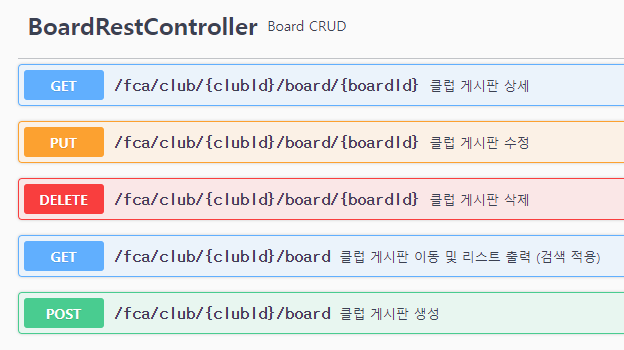 BoardRestController Board CRUD
GET /fca/club/{clubId}/board/{boardId} 클럽 게시판 상세
PUT /fca/club/{clubId}/board/{boardId} 클럽 게시판 수정
DELETE /fca/club/{clubId}/board/{boardId} 클럽 게시판 삭제
GET /fca/club/{clubId}/board 클럽 게시판 이동 및 리스트 출력 (검색 적용)
POST /fca/club/{clubId}/board 클럽 게시판 생성